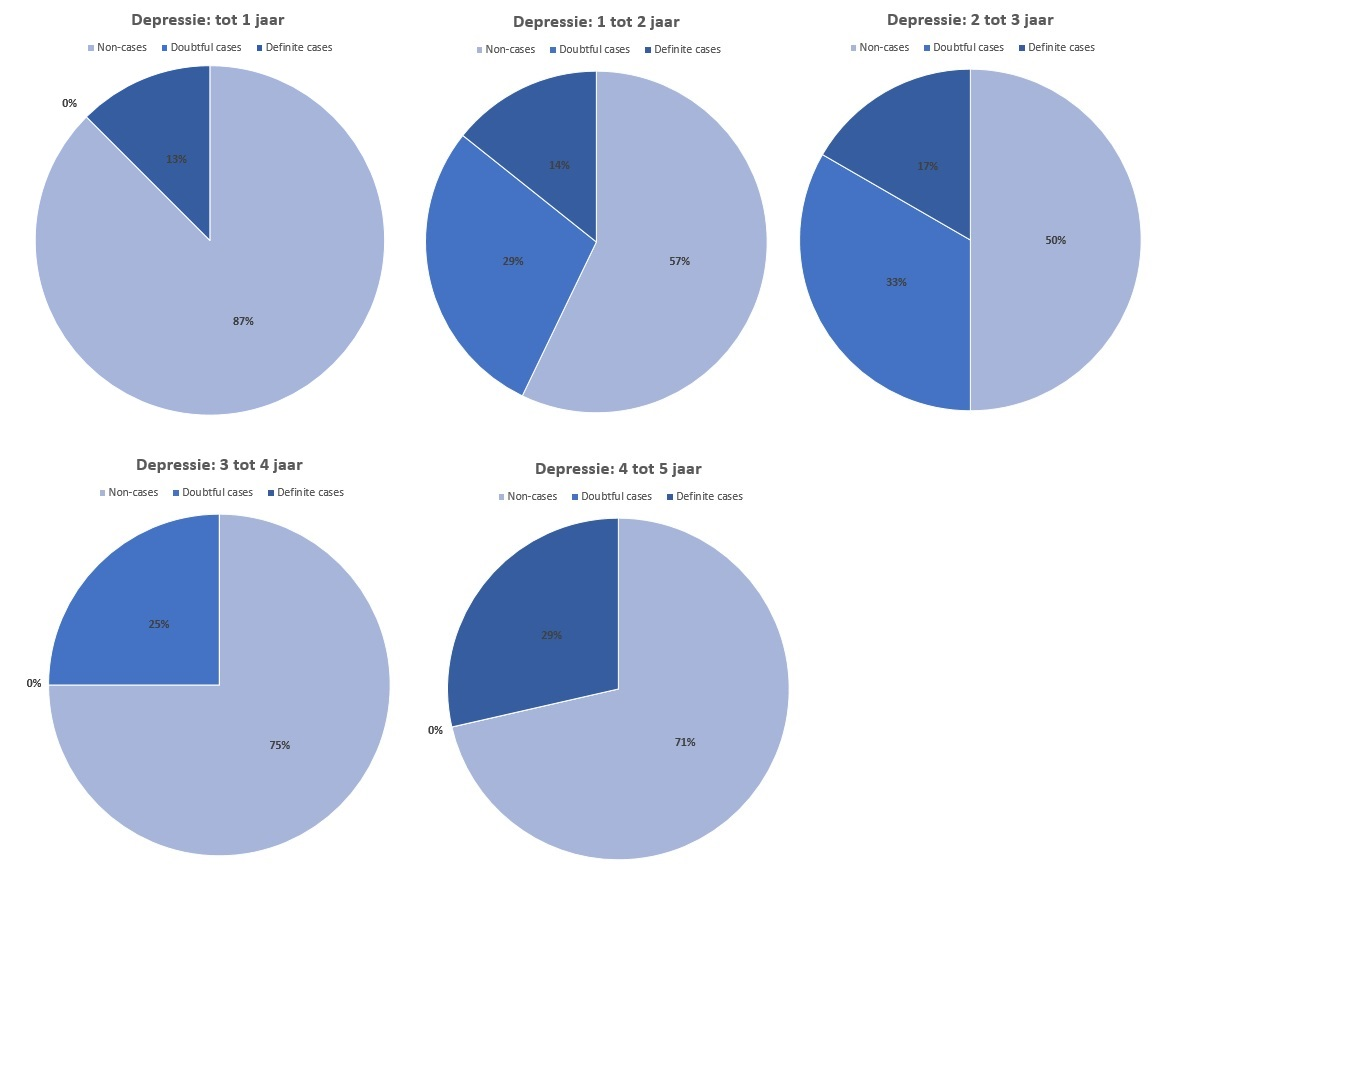 Depressie: tot 1 jaar
Non-cases Doubtful cases Definite cases
0%
13%
87%
Depressie: 1 tot 2 jaar
Non-cases Doubtful cases Definite cases
14%
29%
57%
Depressie: 2 tot 3 jaar
Non-cases Doubtful cases Definite cases
17%
50%
33%
Depressie: 3 tot 4 jaar
Non-cases Doubtful cases Definite cases
25%
0%
75%
Depressie: 4 tot 5 jaar
Non-cases Doubtful cases Definite cases
29%
0%
71%